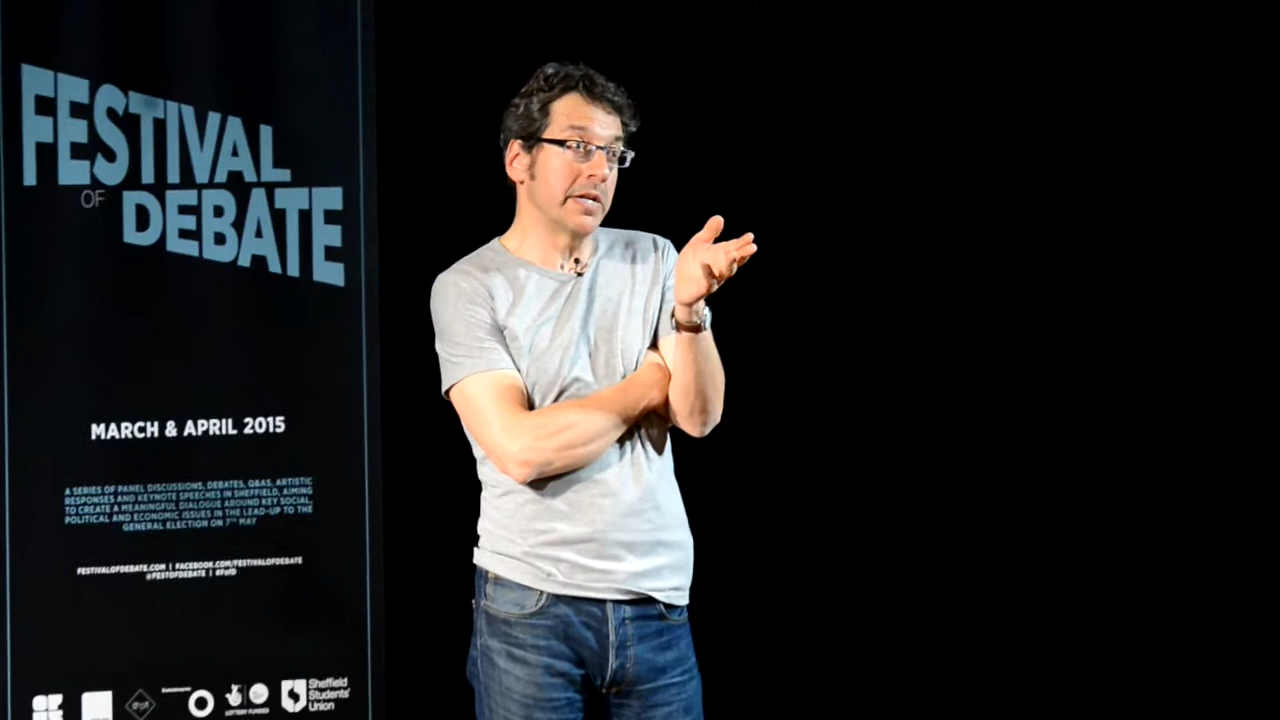 FESTIVAL
OF
DEBATE
MARCH & APRIL 2015
A SERIES OF PANEL DISCUSSIONS, DEBATES, Q&AS, ARTISTIC
RESPONSES AND KEYNOTE SPEECHES IN SHEFFIELD, AIMING
TO CREATE A MEANINGFUL DIALOGUE AROUND KEY SOCIAL,
POLITICAL AND ECONOMIC ISSUES IN THE LEAD-UP TO THE
GENERAL ELECTION ON 7TH MAY
FESTIVALOFDEBATE.COM | FACEBOOK.COM/FESTIVALOFDEBATE
@FESTOFDEBATE | #FofD
LOTTERY FUNDED
Sheffield
Students'
Union